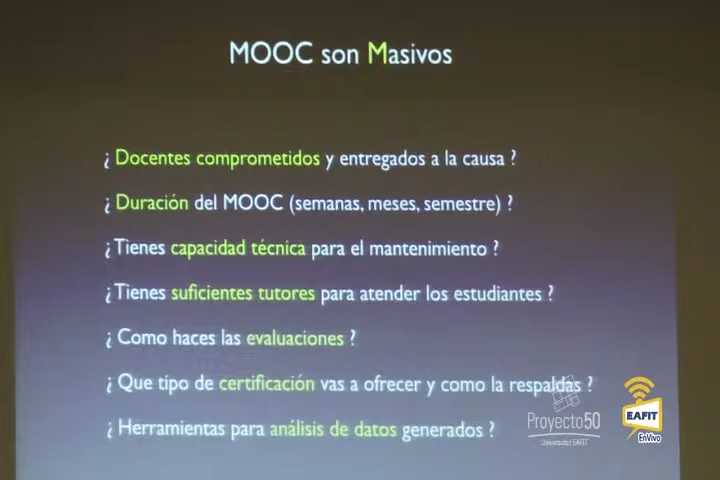 MOOC son Masivos
¿ Docentes comprometidos y entregados a la causa ?
¿ Duración del MOOC (semanas, meses, semestre) ?
¿ Tienes capacidad técnica para el mantenimiento ?
¿ Tienes suficientes tutores para atender los estudiantes ?
¿ Como haces las evaluaciones ?
¿ Que tipo de certificación vas a ofrecer y como la respaldas ?
¿ Herramientas para análisis de datos generados ?
Proyecto50
Universidad EAFIT
EAFIT
EnVivo